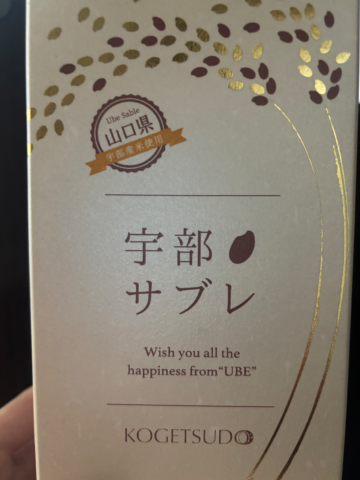 Ube Sable
山口県
宇部産米使用
宇部
サブレ
Wish you all the
happiness from“UBE”
KOGETSUDO